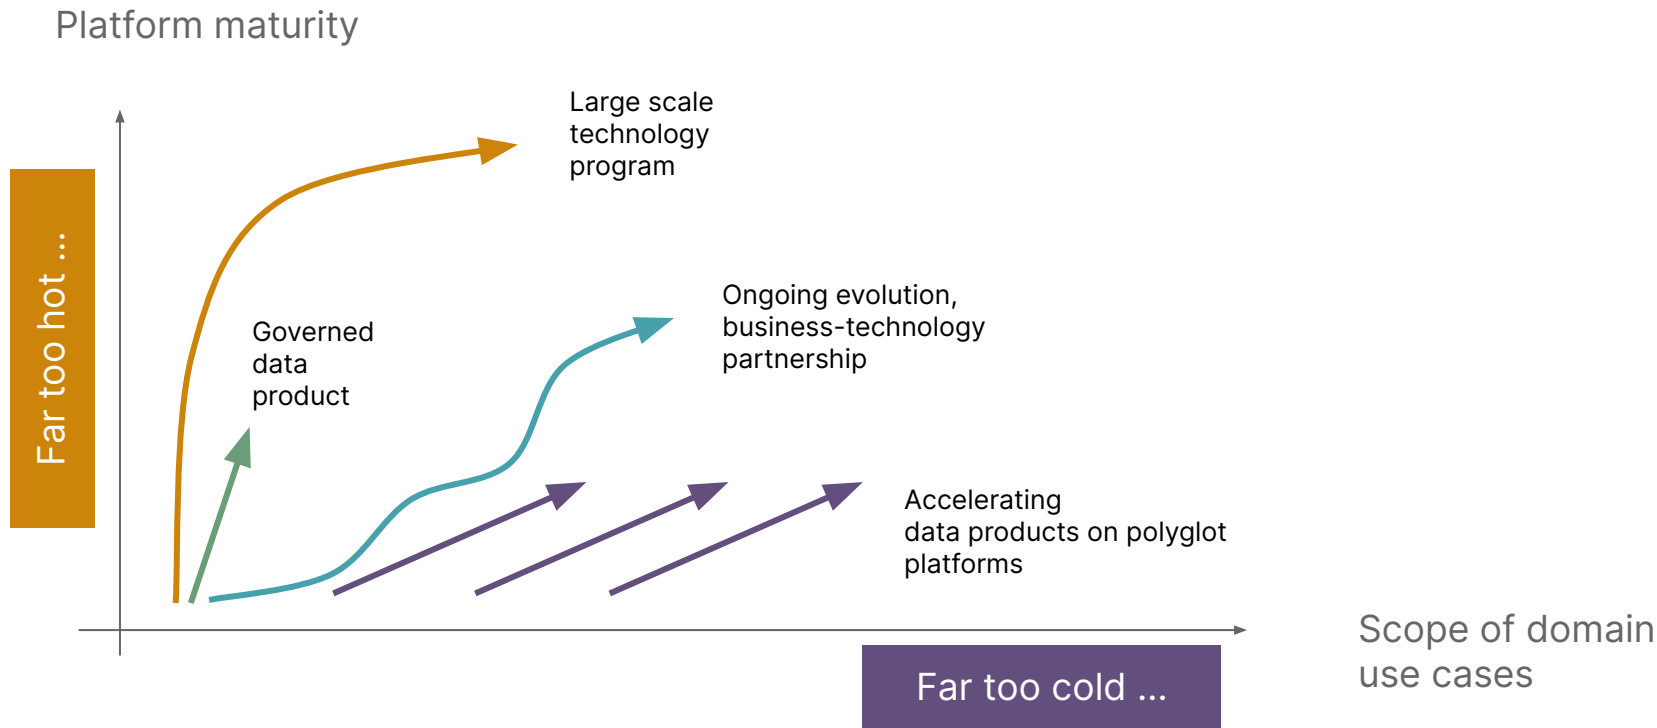 Platform maturity
Large scale
technology
program
Far too hot ...
Governed
data
product
Ongoing evolution,
business-technology
partnership
Accelerating
data products on polyglot
platforms
Scope of domain
use cases
Far too cold ...